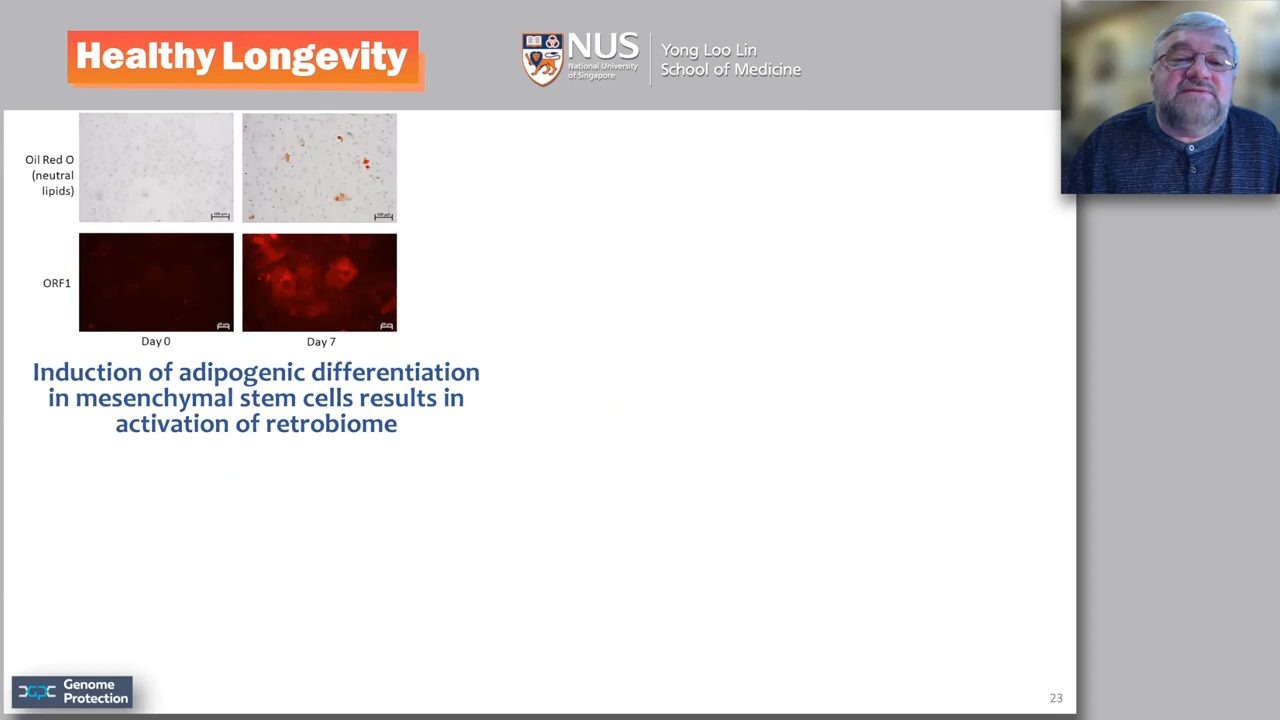 Healthy Longevity
NUS
National University
of Singapore
Yong Loo Lin
School of Medicine
Oil Red O
(neutral
lipids)
100 µm
ORF1
Day 0
Day 7
Induction of adipogenic differentiation
in mesenchymal stem cells results in
activation of retrobiome
Genome
Protection
23